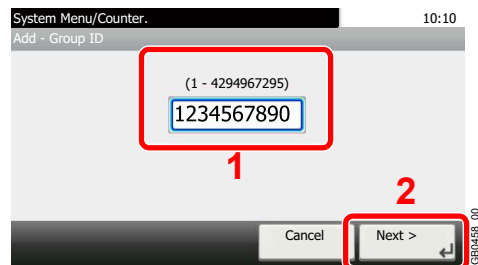 System Menu/Counter.
10:10
Add - Group ID
(1 - 4294967295)
1234567890
1
2
Cancel
Next >
GB0458_00